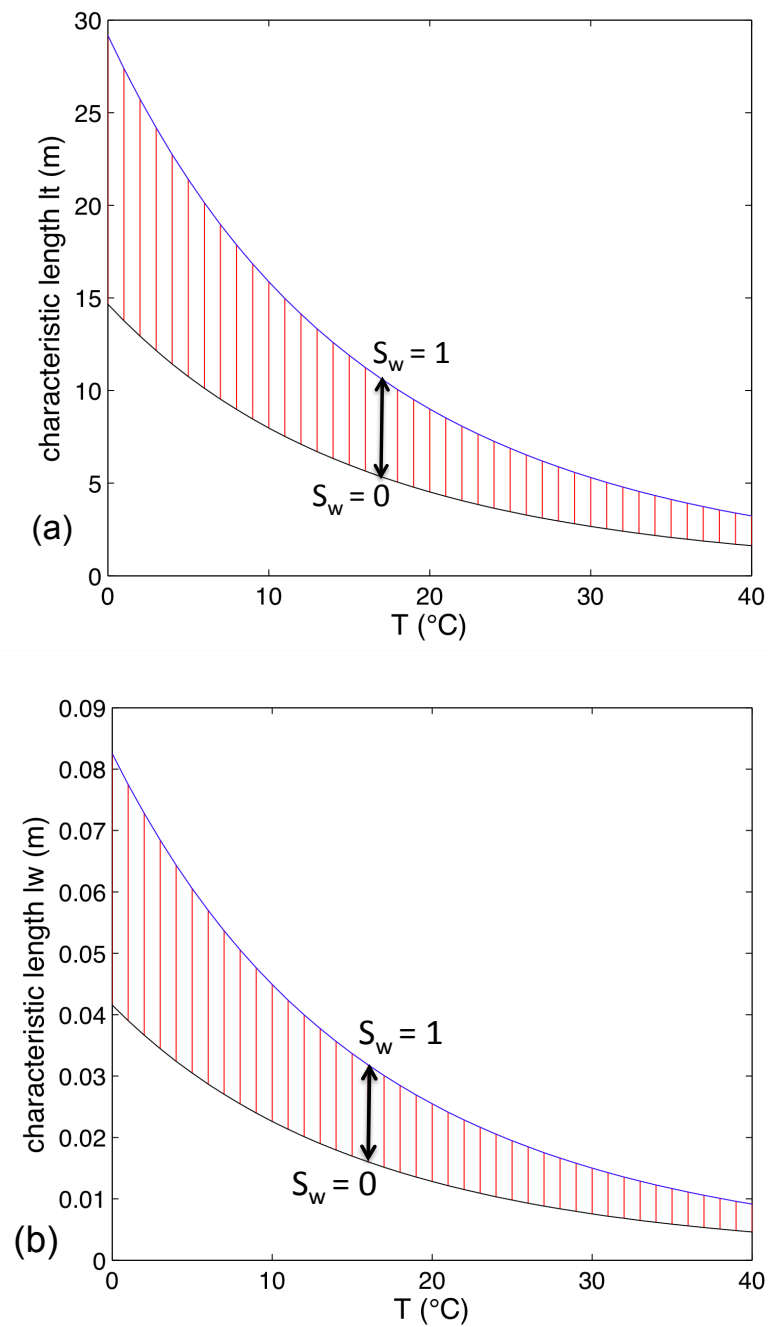 30
25
20
15
10
5
0
characteristic length lt (m)
S_w = 1
S_w = 0
(a)
0 10 20 30 40
T (°C)
0.09
0.08
0.07
0.06
0.05
0.04
0.03
0.02
0.01
0
characteristic length lw (m)
S_w = 1
S_w = 0
(b)
0 10 20 30 40
T (°C)